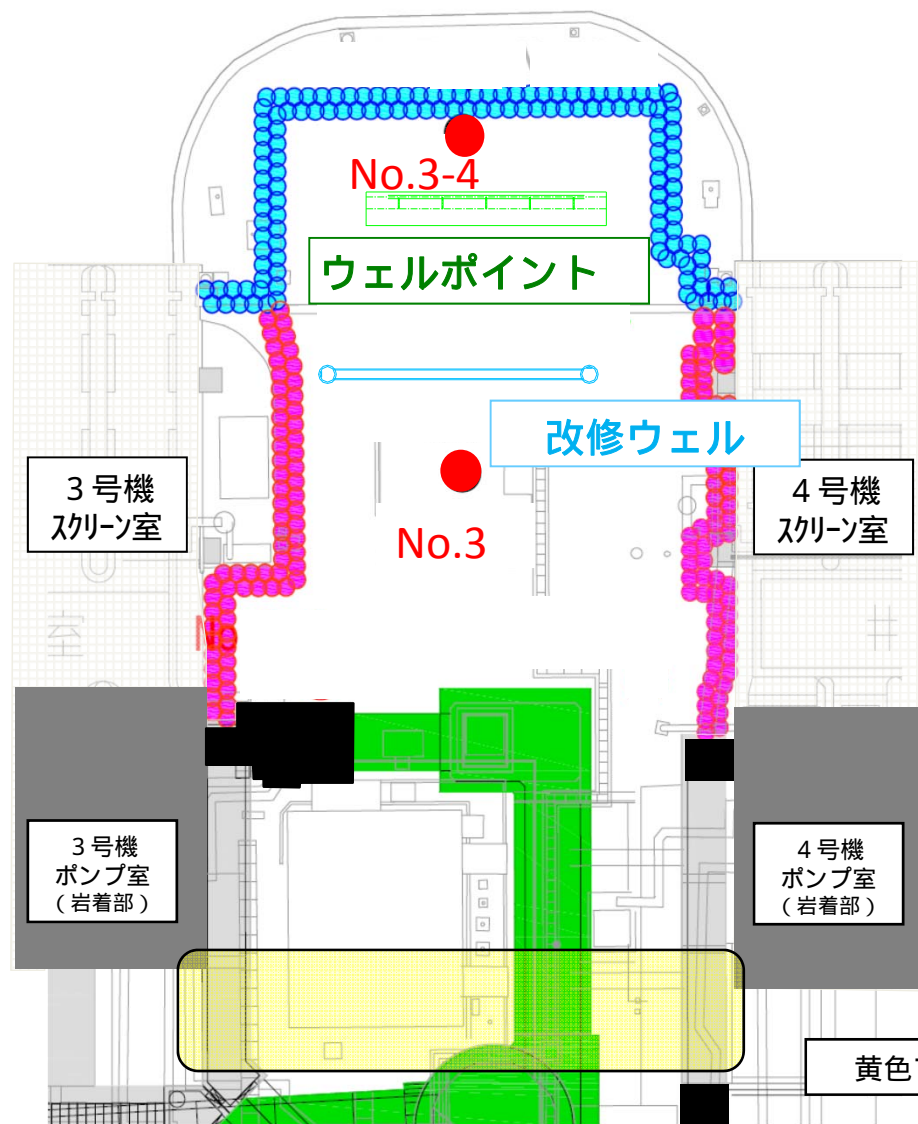 No.3-4
ウェルポイント
改修ウェル
3号機
スクリーン室
4号機
スクリーン室
No.3
No
3号機
ポンプ室
(岩着部)
4号機
ポンプ室
(岩着部)
黄色